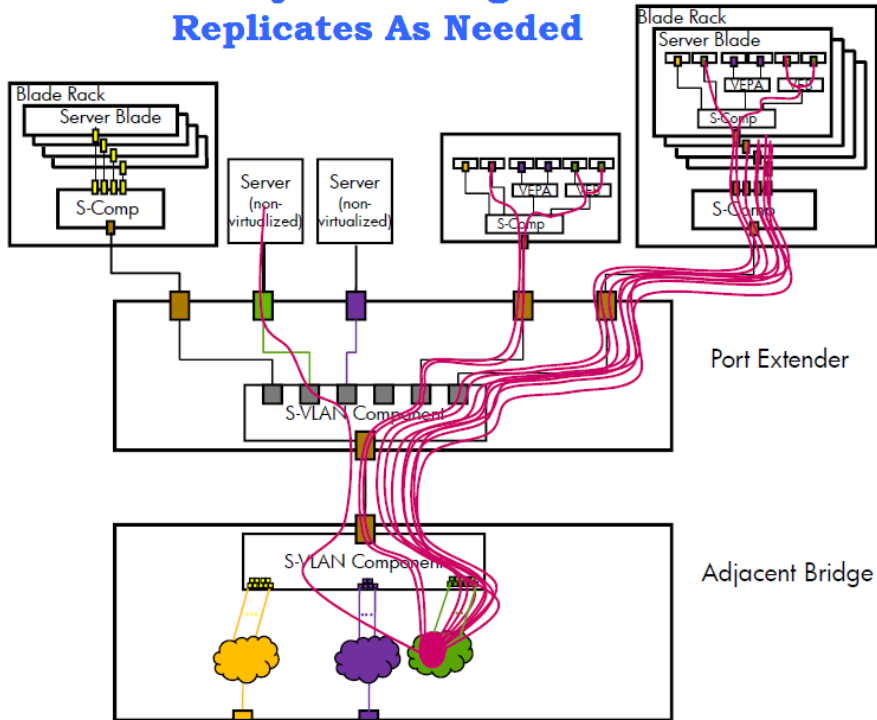 Replicates As Needed
Blade Rack
Server Blade
VEPA
VEB
S-Comp
S-Comp
Blade Rack
Server Blade
S-Comp
Server
(non-
virtualized)
Server
(non-
virtualized)
VEPA
VEB
S-Comp
Port Extender
S-VLAN Component
S-VLAN Component
Adjacent Bridge